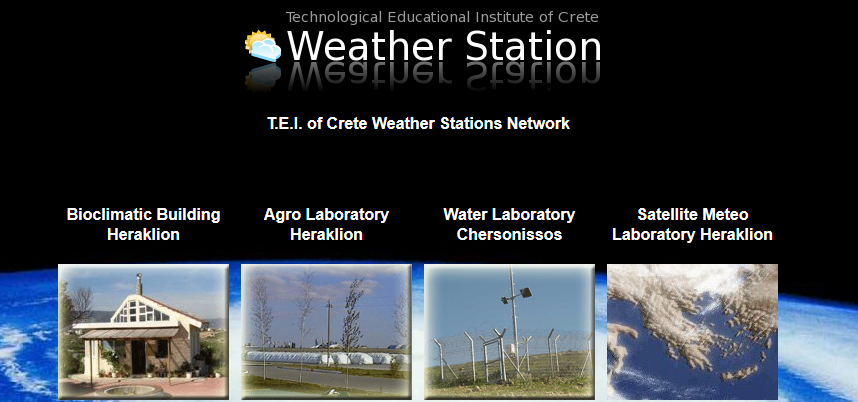 Technological Educational Institute of Crete
Weather Station
T.E.I. of Crete Weather Stations Network
Bioclimatic Building
Heraklion
Agro Laboratory
Heraklion
Water Laboratory
Chersonissos
Satellite Meteo
Laboratory Heraklion